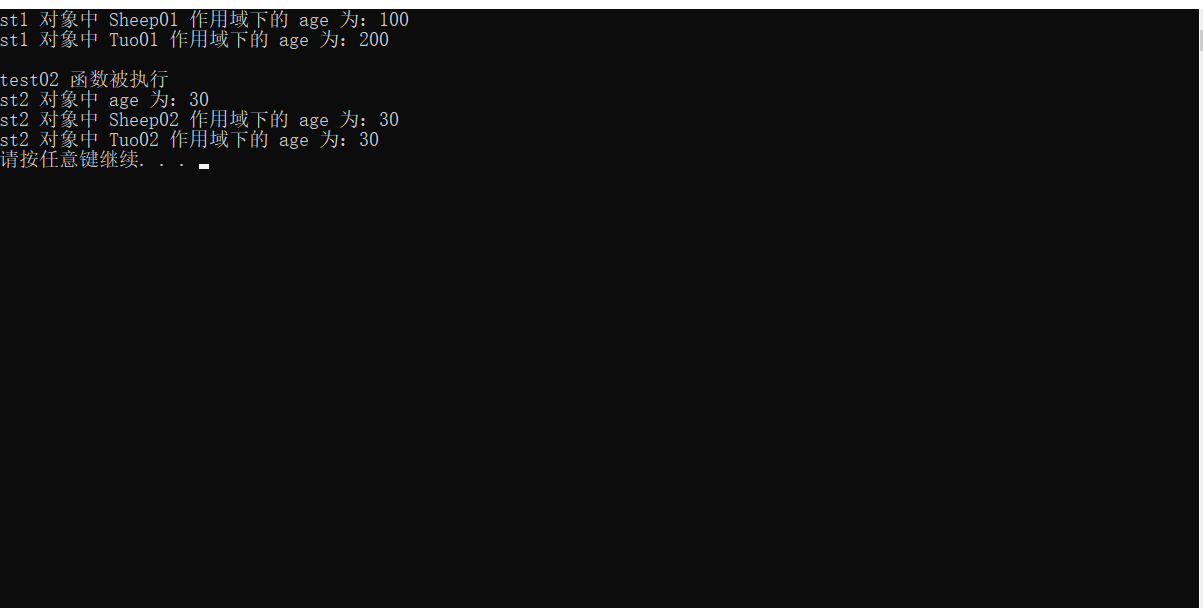 st1 对象中 Sheep01 作用域下的 age 为：100
st1 对象中 Tuo01 作用域下的 age 为：200
test02 函数被执行
st2 对象中 age 为：30
st2 对象中 Sheep02 作用域下的 age 为：30
st2 对象中 Tuo02 作用域下的 age 为：30
请按任意键继续. . .